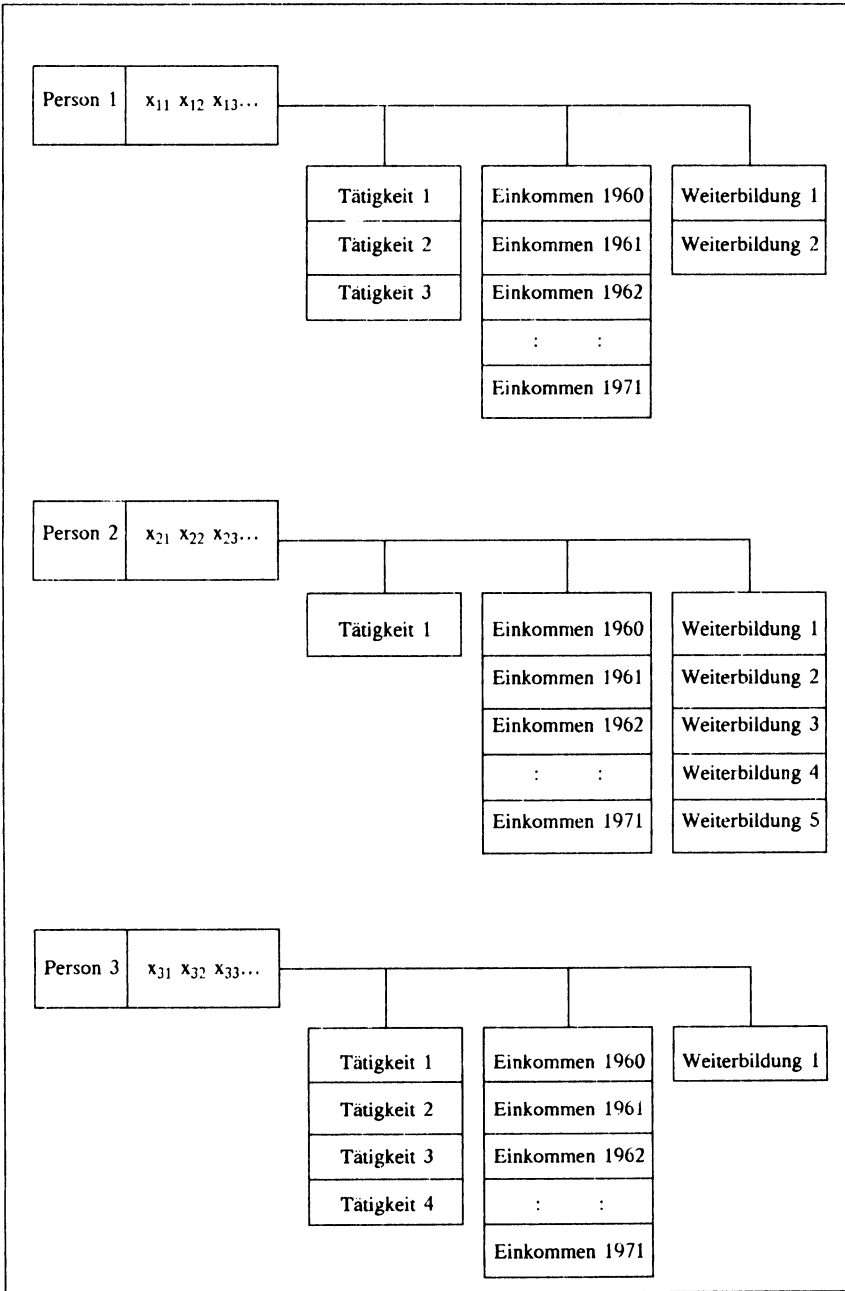 Person 1 x₁₁ x₁₂ x₁₃...
Tätigkeit 1 Einkommen 1960 Weiterbildung 1
Tätigkeit 2 Einkommen 1961 Weiterbildung 2
Tätigkeit 3 Einkommen 1962
: :
Einkommen 1971
Person 2 x₂₁ x₂₂ x₂₃...
Tätigkeit 1 Einkommen 1960 Weiterbildung 1
Einkommen 1961 Weiterbildung 2
Einkommen 1962 Weiterbildung 3
: : Weiterbildung 4
Einkommen 1971 Weiterbildung 5
Person 3 x₃₁ x₃₂ x₃₃...
Tätigkeit 1 Einkommen 1960 Weiterbildung 1
Tätigkeit 2 Einkommen 1961
Tätigkeit 3 Einkommen 1962
Tätigkeit 4 : :
Einkommen 1971